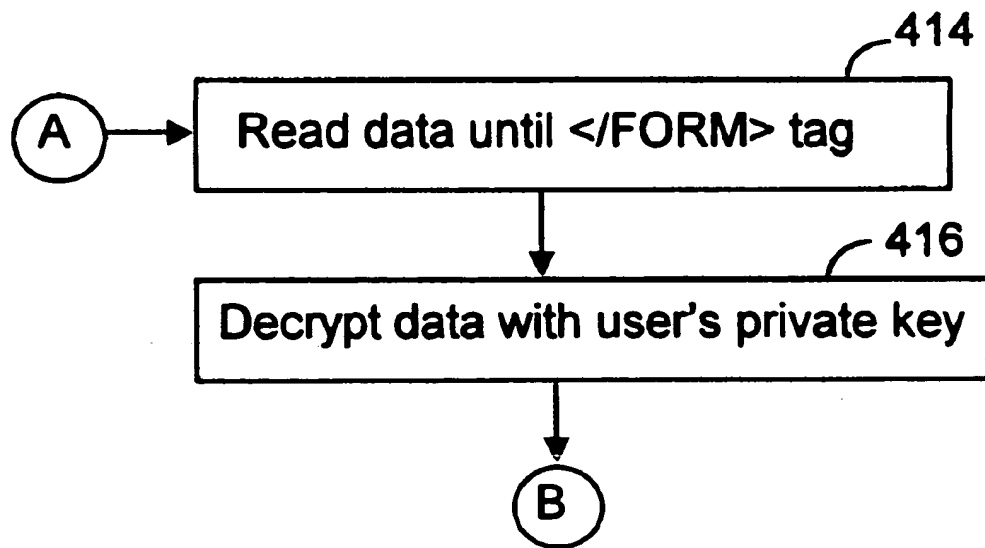 414
A
Read data until </FORM> tag
416
Decrypt data with user's private key
B